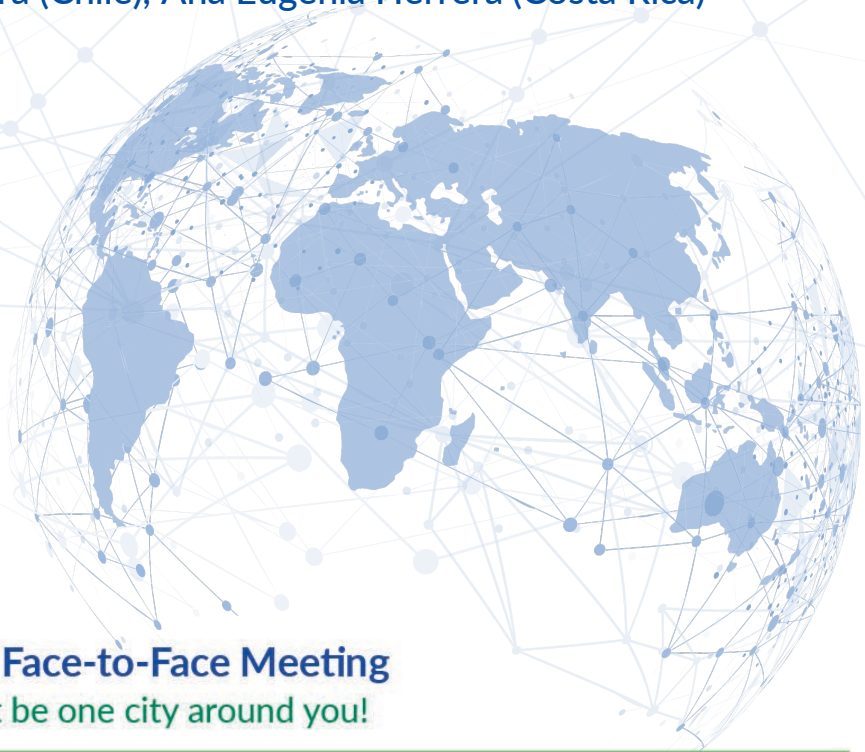 (Chile), Ana Eugenia Herrera (Costa Rica)
Face-to-Face Meeting
be one city around you!